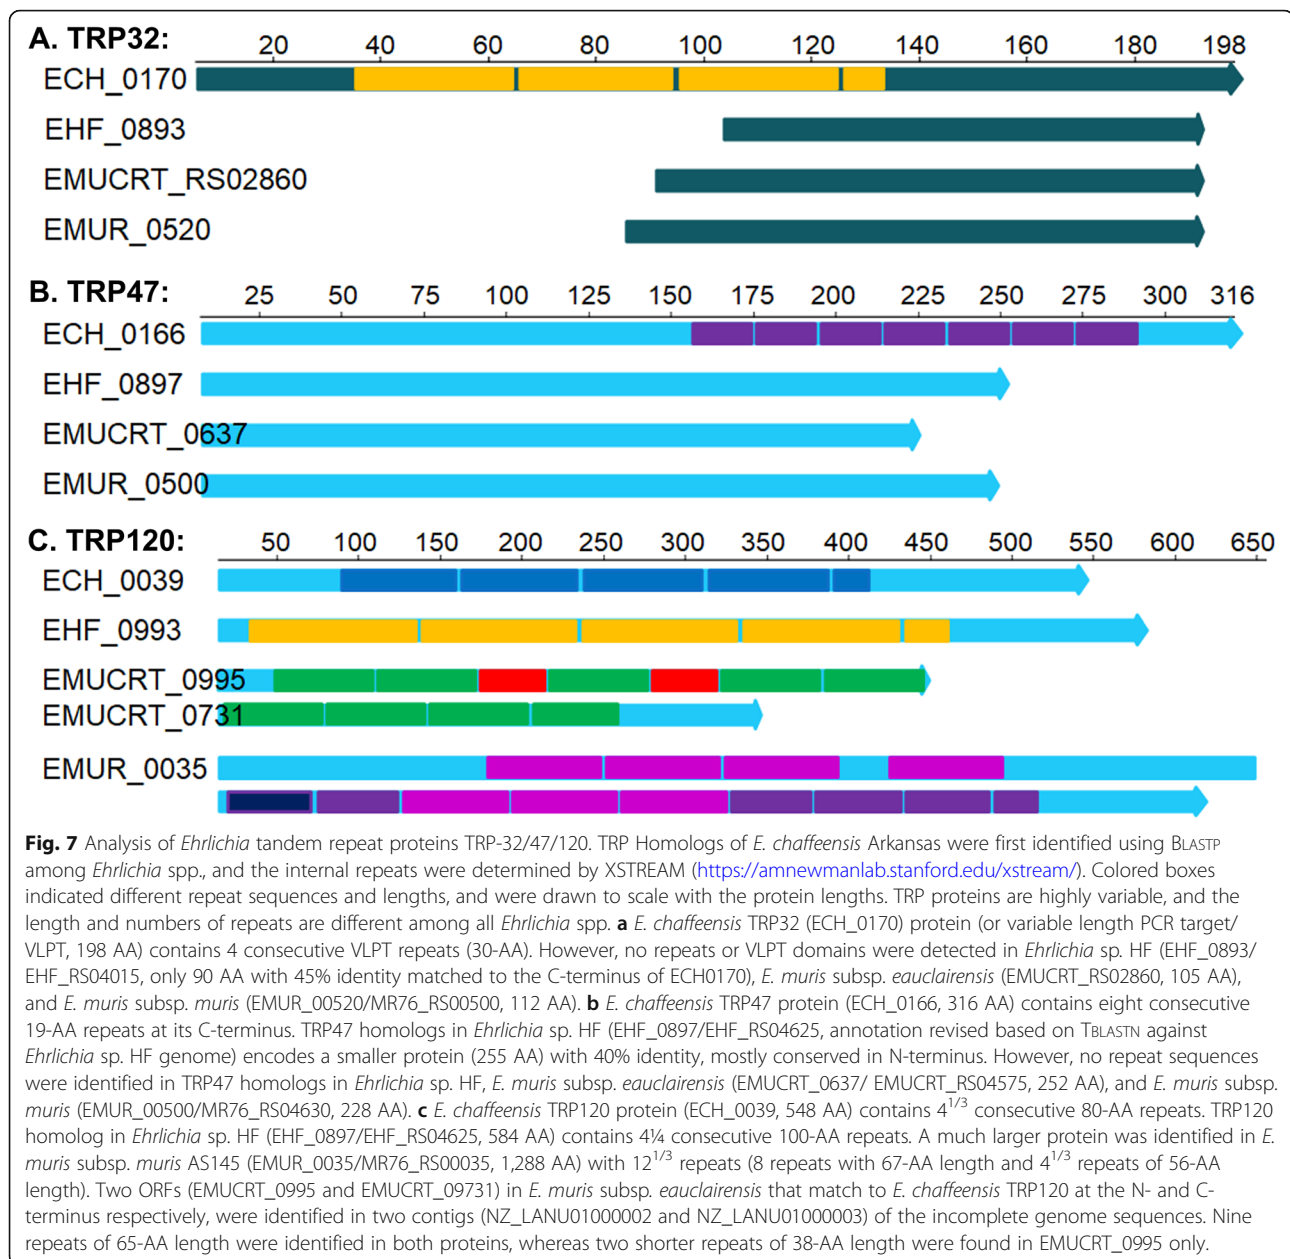 A. TRP32:
20 40 60 80 100 120 140 160 180 198
ECH_0170
EHF_0893
EMUCRT_RS02860
EMUR_0520
B. TRP47:
25 50 75 100 125 150 175 200 225 250 275 300 316
ECH_0166
EHF_0897
EMUCRT_0637
EMUR_0500
C. TRP120:
50 100 150 200 250 300 350 400 450 500 550 600 650
ECH_0039
EHF_0993
EMUCRT_0995
EMUCRT_0731
EMUR_0035
Fig. 7 Analysis of Ehrlichia tandem repeat proteins TRP-32/47/120. TRP Homologs of E. chaffeensis Arkansas were first identified using BLASTP
among Ehrlichia spp., and the internal repeats were determined by XSTREAM (https://amnewmanlab.stanford.edu/xstream/). Colored boxes
indicated different repeat sequences and lengths, and were drawn to scale with the protein lengths. TRP proteins are highly variable, and the
length and numbers of repeats are different among all Ehrlichia spp. a E. chaffeensis TRP32 (ECH_0170) protein (or variable length PCR target/
VLPT, 198 AA) contains 4 consecutive VLPT repeats (30-AA). However, no repeats or VLPT domains were detected in Ehrlichia sp. HF (EHF_0893/
EHF_RS04015, only 90 AA with 45% identity matched to the C-terminus of ECH0170), E. muris subsp. eauclairensis (EMUCRT_RS02860, 105 AA),
and E. muris subsp. muris (EMUR_00520/MR76_RS00500, 112 AA). b E. chaffeensis TRP47 protein (ECH_0166, 316 AA) contains eight consecutive
19-AA repeats at its C-terminus. TRP47 homologs in Ehrlichia sp. HF (EHF_0897/EHF_RS04625, annotation revised based on TBLASTN against
Ehrlichia sp. HF genome) encodes a smaller protein (255 AA) with 40% identity, mostly conserved in N-terminus. However, no repeat sequences
were identified in TRP47 homologs in Ehrlichia sp. HF, E. muris subsp. eauclairensis (EMUCRT_0637/ EMUCRT_RS04575, 252 AA), and E. muris subsp.
muris (EMUR_00500/MR76_RS04630, 228 AA). c E. chaffeensis TRP120 protein (ECH_0039, 548 AA) contains 4^1/3 consecutive 80-AA repeats. TRP120
homolog in Ehrlichia sp. HF (EHF_0897/EHF_RS04625, 584 AA) contains 4¼ consecutive 100-AA repeats. A much larger protein was identified in E.
muris subsp. muris AS145 (EMUR_0035/MR76_RS00035, 1,288 AA) with 12^1/3 repeats (8 repeats with 67-AA length and 4^1/3 repeats of 56-AA
length). Two ORFs (EMUCRT_0995 and EMUCRT_09731) in E. muris subsp. eauclairensis that match to E. chaffeensis TRP120 at the N- and C-
terminus respectively, were identified in two contigs (NZ_LANU01000002 and NZ_LANU01000003) of the incomplete genome sequences. Nine
repeats of 65-AA length were identified in both proteins, whereas two shorter repeats of 38-AA length were found in EMUCRT_0995 only.